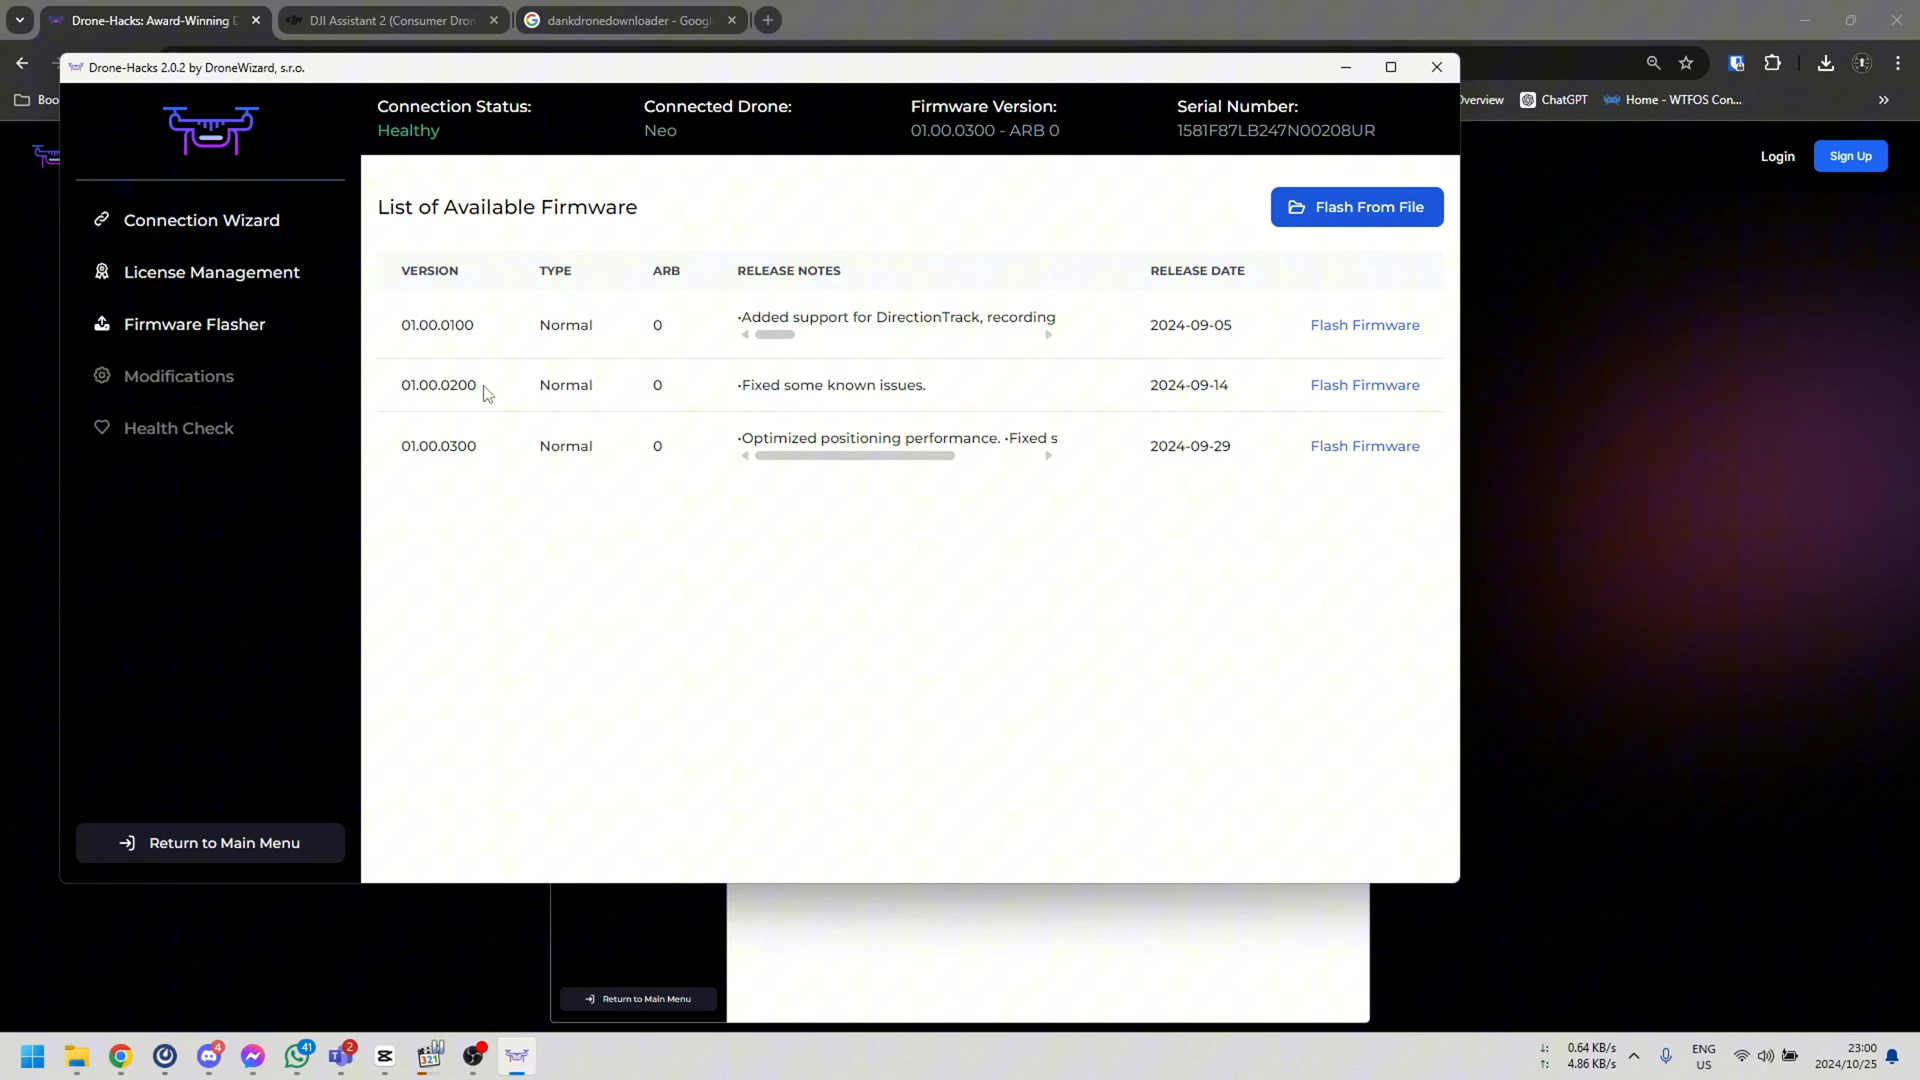 Drone-Hacks: Award-Winning D
DJI Assistant 2 (Consumer Dron
dankdronedownloader - Googl
Boo
Overview
ChatGPT
Home - WTFOS Con...
Login
Sign Up
Drone-Hacks 2.0.2 by DroneWizard, s.r.o.
Connection Status:
Healthy
Connected Drone:
Neo
Firmware Version:
01.00.0300 - ARB 0
Serial Number:
1581F87LB247N00208UR
Connection Wizard
License Management
Firmware Flasher
Modifications
Health Check
Return to Main Menu
List of Available Firmware
Flash From File
VERSION TYPE ARB RELEASE NOTES RELEASE DATE
01.00.0100 Normal 0 •Added support for DirectionTrack, recording 2024-09-05 Flash Firmware
01.00.0200 Normal 0 •Fixed some known issues. 2024-09-14 Flash Firmware
01.00.0300 Normal 0 •Optimized positioning performance. •Fixed s 2024-09-29 Flash Firmware
Return to Main Menu
4
41
2
321
↓: 0.64 KB/s
↑: 4.86 KB/s
ENG
US
23:00
2024/10/25